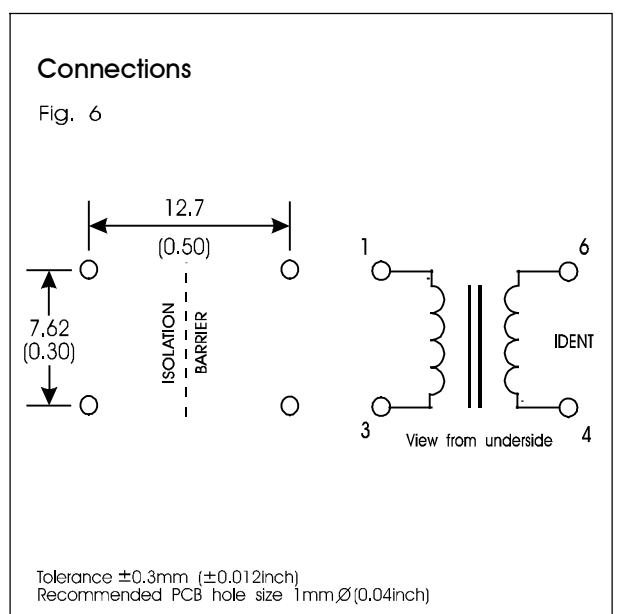 Connections
Fig. 6
12.7
(0.50)
7.62
(0.30)
ISOLATION
BARRIER
1
6
IDENT
3
4
View from underside
Tolerance ±0.3mm (±0.012inch)
Recommended PCB hole size 1mmØ(0.04inch)